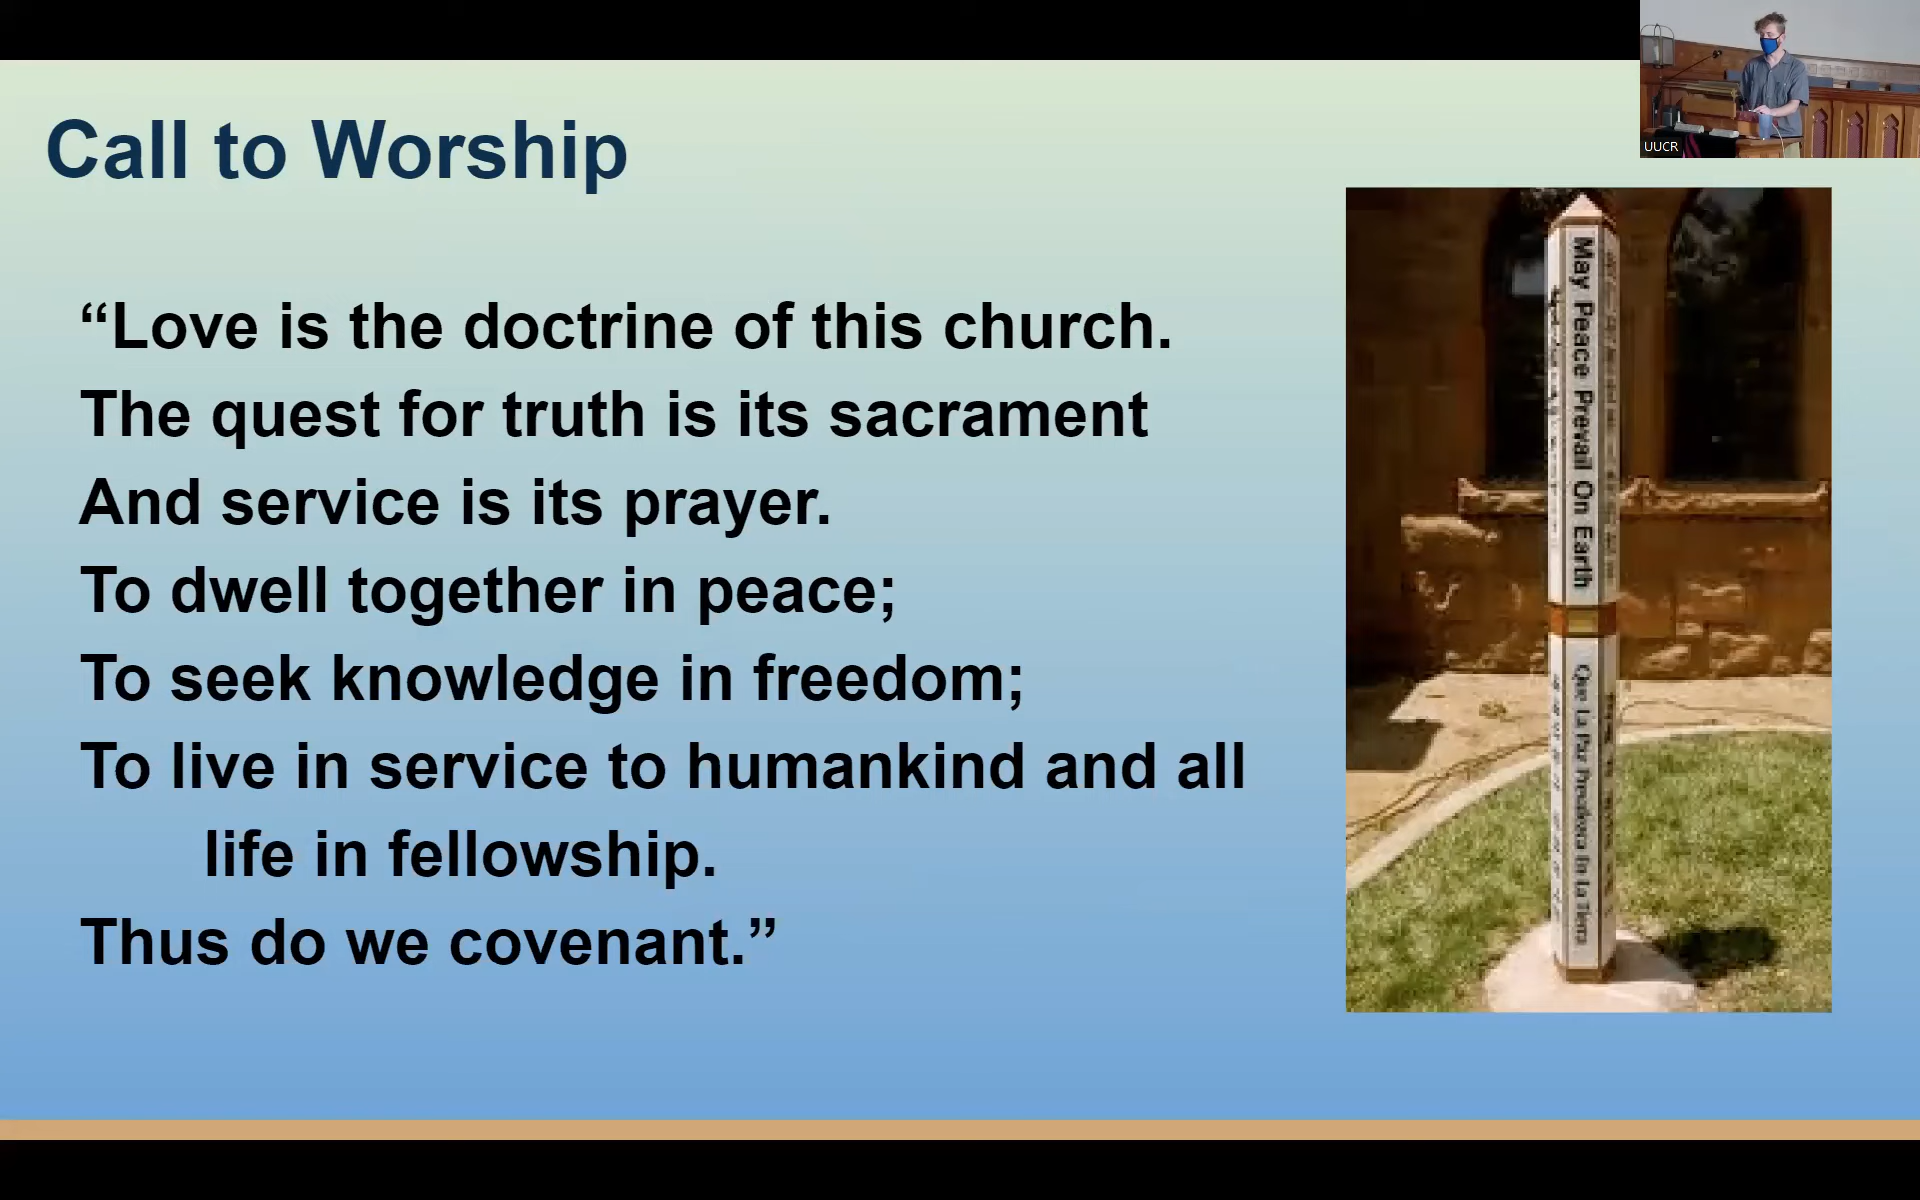 Call to Worship
“Love is the doctrine of this church.
The quest for truth is its sacrament
And service is its prayer.
To dwell together in peace;
To seek knowledge in freedom;
To live in service to humankind and all
life in fellowship.
Thus do we covenant.”
UUCR
May Peace Prevail On Earth
Que La Paz Prevalezca En La Tierra